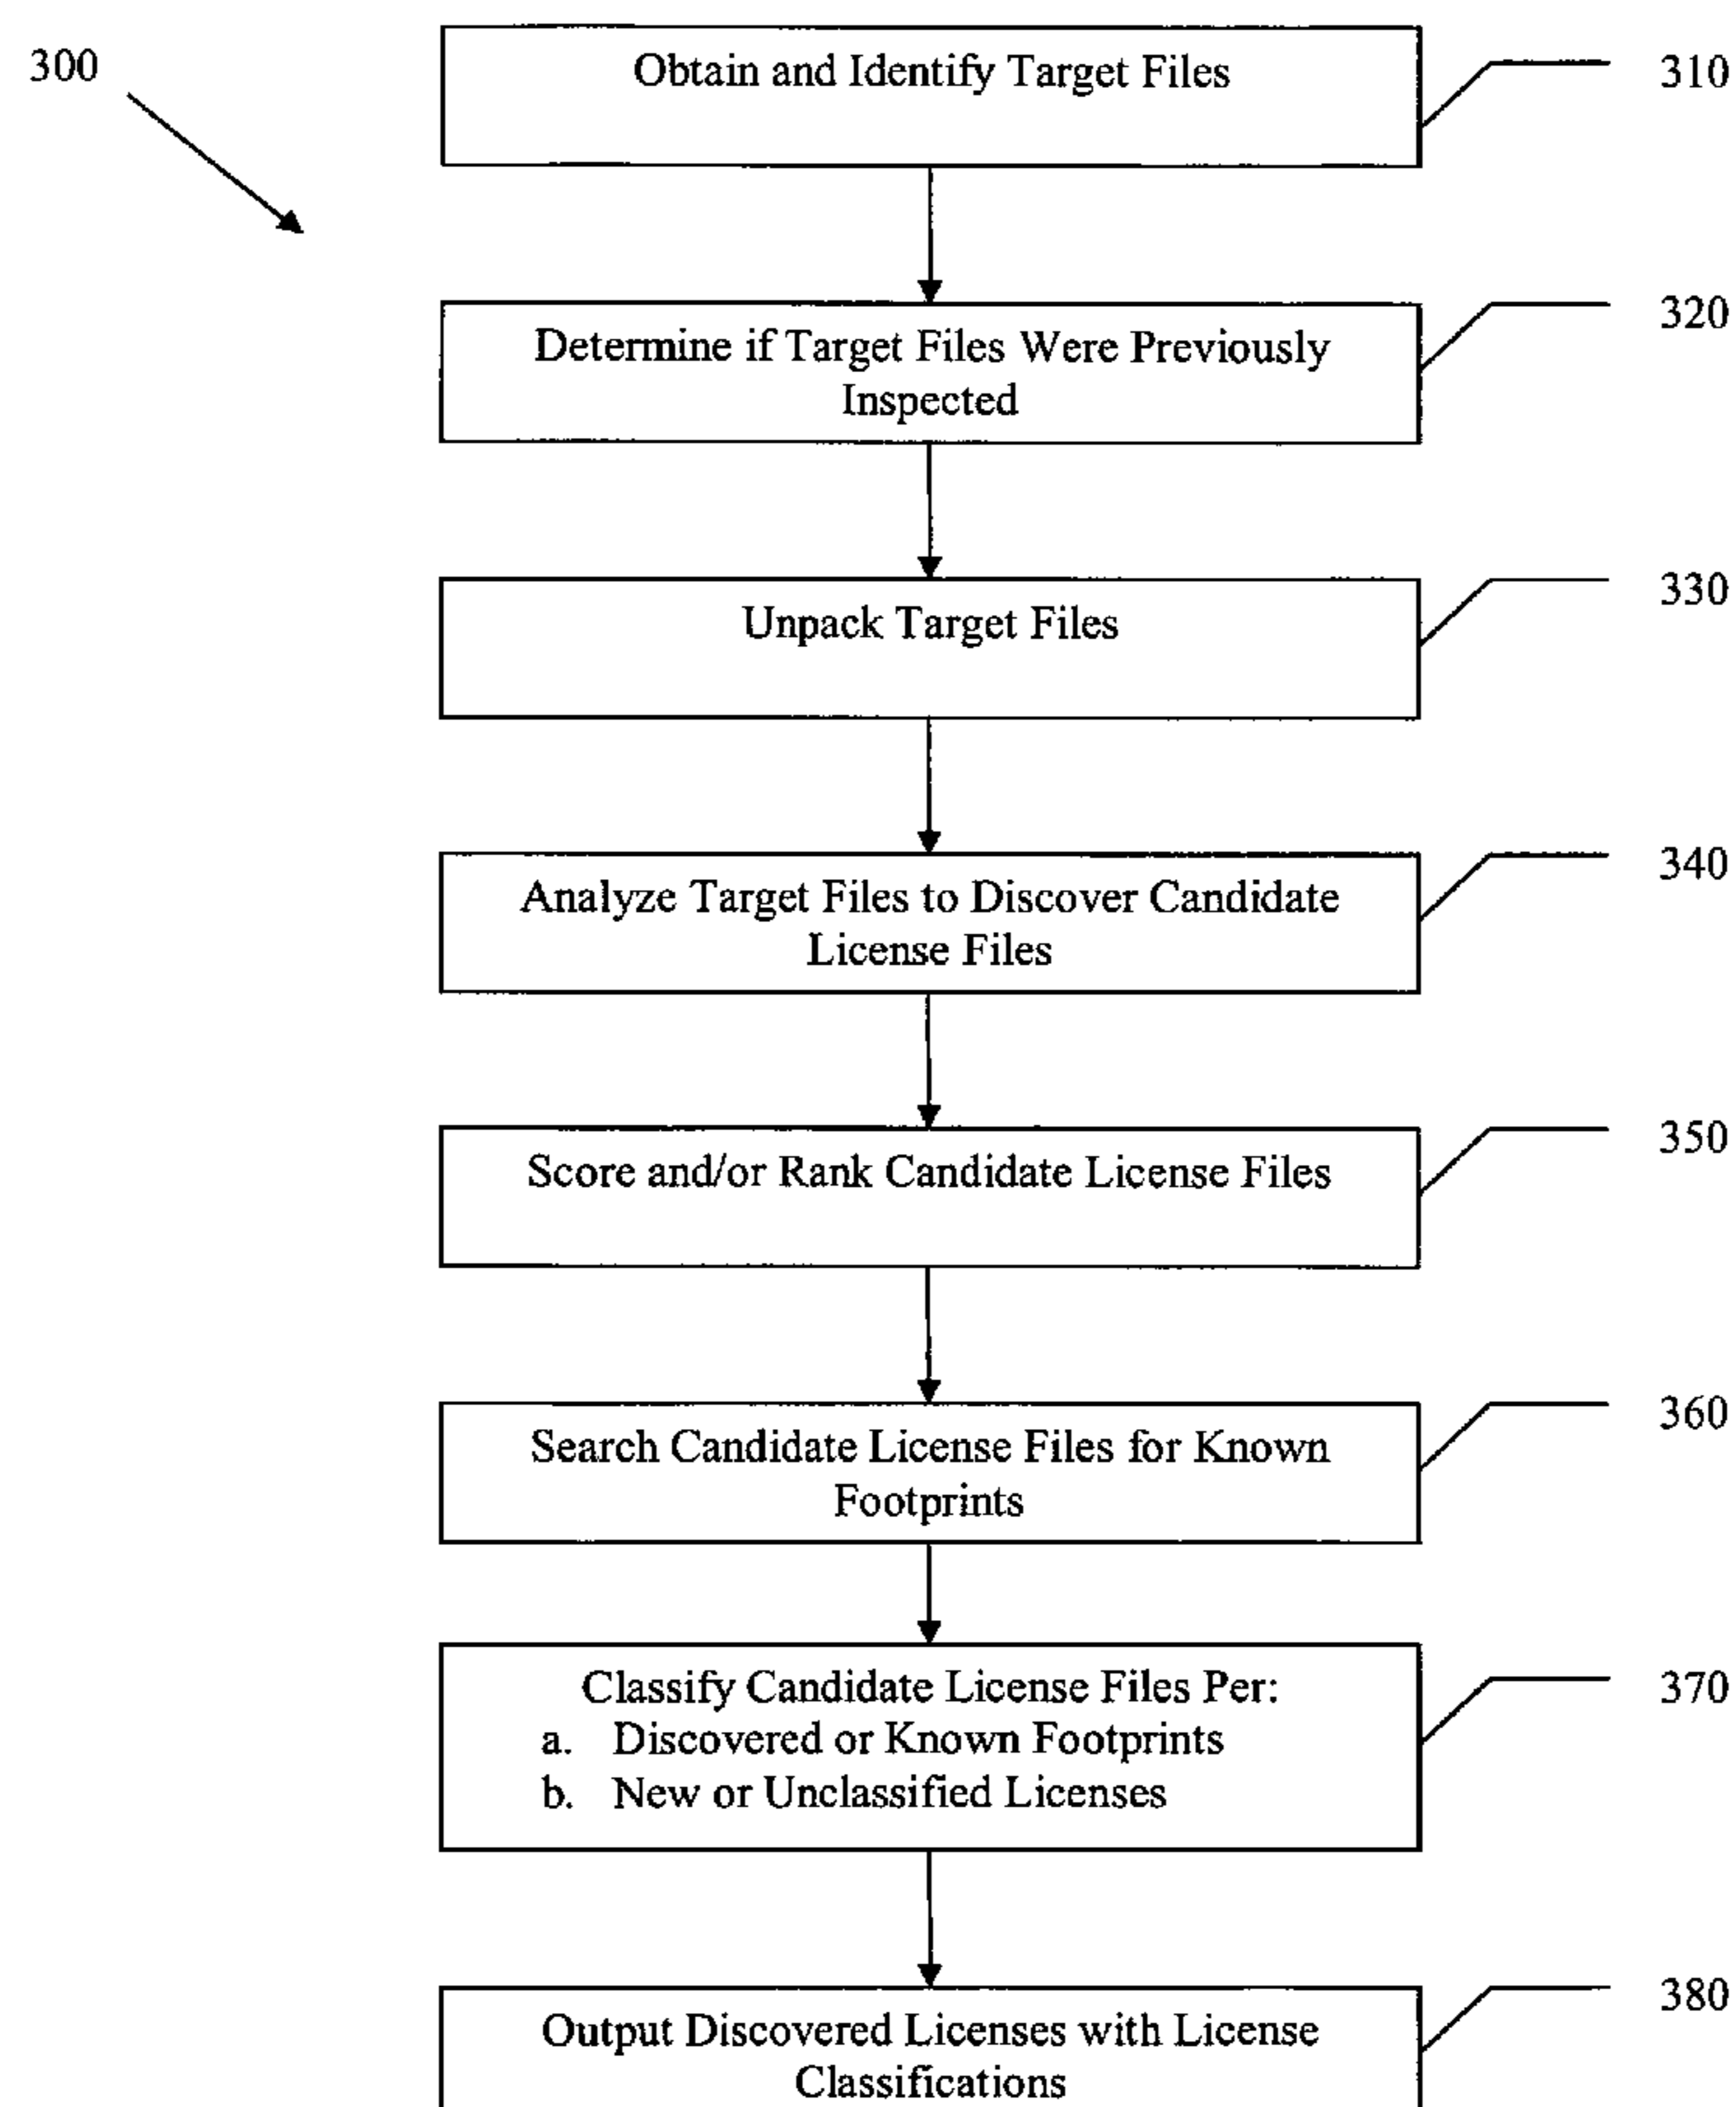 300
Obtain and Identify Target Files
310
Determine if Target Files Were Previously
Inspected
320
Unpack Target Files
330
Analyze Target Files to Discover Candidate
License Files
340
Score and/or Rank Candidate License Files
350
Search Candidate License Files for Known
Footprints
360
Classify Candidate License Files Per:
a. Discovered or Known Footprints
b. New or Unclassified Licenses
370
Output Discovered Licenses with License
Classifications
380